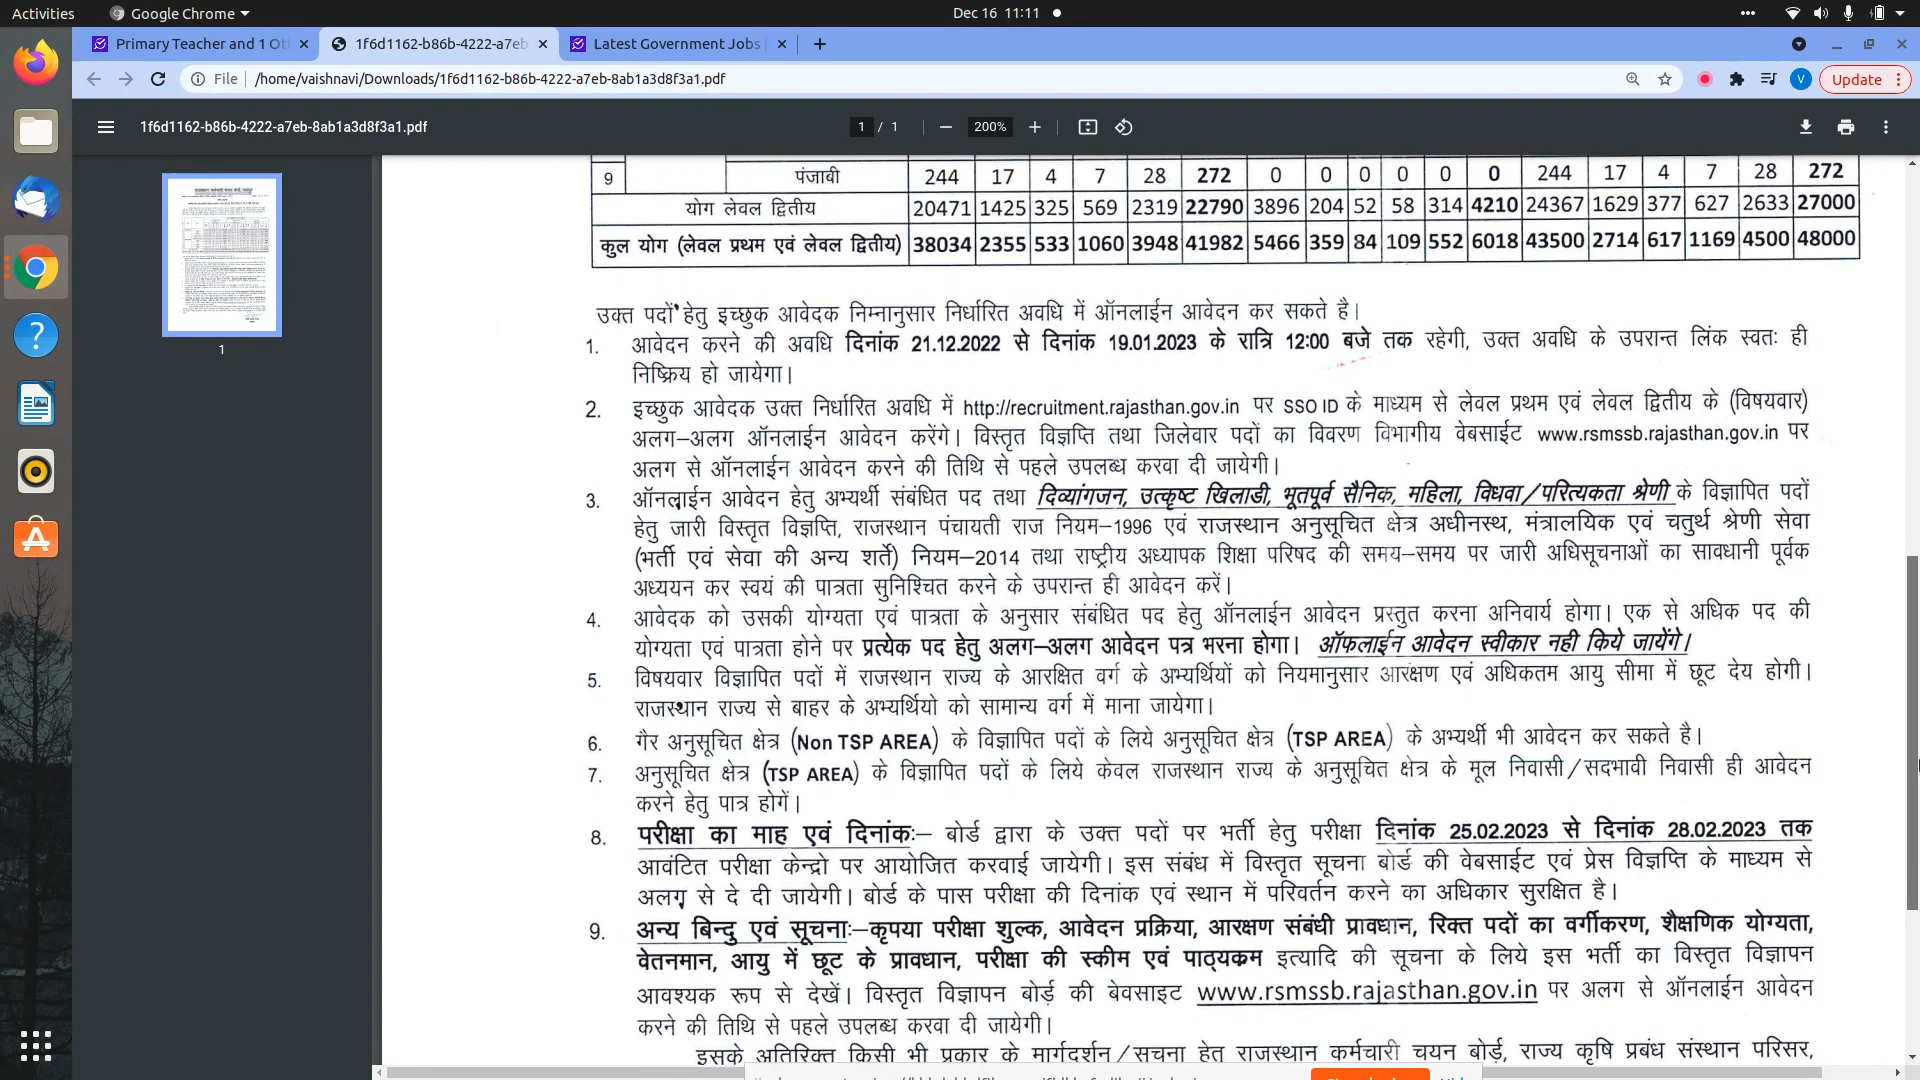 Activities Google Chrome Dec 16 11:11
Primary Teacher and 1 Ot 1f6d1162-b86b-4222-a7eb Latest Government Jobs
File /home/vaishnavi/Downloads/1f6d1162-b86b-4222-a7eb-8ab1a3d8f3a1.pdf V Update
1f6d1162-b86b-4222-a7eb-8ab1a3d8f3a1.pdf 1 / 1 200%
1
9 पंजाबी 244 17 4 7 28 272 0 0 0 0 0 0 244 17 4 7 28 272
योग लेवल द्वितीय 20471 1425 325 569 2319 22790 3896 204 52 58 314 4210 24367 1629 377 627 2633 27000
कुल योग (लेवल प्रथम एवं लेवल द्वितीय) 38034 2355 533 1060 3948 41982 5466 359 84 109 552 6018 43500 2714 617 1169 4500 48000
उक्त पदों हेतु इच्छुक आवेदक निम्नानुसार निर्धारित अवधि में ऑनलाईन आवेदन कर सकते है।
1. आवेदन करने की अवधि दिनांक 21.12.2022 से दिनांक 19.01.2023 के रात्रि 12:00 बजे तक रहेगी, उक्त अवधि के उपरान्त लिंक स्वतः ही
निष्क्रिय हो जायेगा।
2. इच्छुक आवेदक उक्त निर्धारित अवधि में http://recruitment.rajasthan.gov.in पर SSO ID के माध्यम से लेवल प्रथम एवं लेवल द्वितीय के (विषयवार)
अलग–अलग ऑनलाईन आवेदन करेंगे। विस्तृत विज्ञप्ति तथा जिलेवार पदों का विवरण विभागीय वेबसाईट www.rsmssb.rajasthan.gov.in पर
अलग से ऑनलाईन आवेदन करने की तिथि से पहले उपलब्ध करवा दी जायेगी।
3. ऑनलाईन आवेदन हेतु अभ्यर्थी संबंधित पद तथा दिव्यांगजन, उत्कृष्ट खिलाडी, भूतपूर्व सैनिक, महिला, विधवा/परित्यकता श्रेणी के विज्ञापित पदों
हेतु जारी विस्तृत विज्ञप्ति, राजस्थान पंचायती राज नियम–1996 एवं राजस्थान अनुसूचित क्षेत्र अधीनस्थ, मंत्रालयिक एवं चतुर्थ श्रेणी सेवा
(भर्ती एवं सेवा की अन्य शर्ते) नियम–2014 तथा राष्ट्रीय अध्यापक शिक्षा परिषद की समय–समय पर जारी अधिसूचनाओं का सावधानी पूर्वक
अध्ययन कर स्वयं की पात्रता सुनिश्चित करने के उपरान्त ही आवेदन करें।
4. आवेदक को उसकी योग्यता एवं पात्रता के अनुसार संबंधित पद हेतु ऑनलाईन आवेदन प्रस्तुत करना अनिवार्य होगा। एक से अधिक पद की
योग्यता एवं पात्रता होने पर प्रत्येक पद हेतु अलग–अलग आवेदन पत्र भरना होगा। ऑफलाईन आवेदन स्वीकार नही किये जायेंगे।
5. विषयवार विज्ञापित पदों में राजस्थान राज्य के आरक्षित वर्ग के अभ्यर्थियों को नियमानुसार आरक्षण एवं अधिकतम आयु सीमा में छूट देय होगी।
राजस्थान राज्य से बाहर के अभ्यर्थियो को सामान्य वर्ग में माना जायेगा।
6. गैर अनुसूचित क्षेत्र (Non TSP AREA) के विज्ञापित पदों के लिये अनुसूचित क्षेत्र (TSP AREA) के अभ्यर्थी भी आवेदन कर सकते है।
7. अनुसूचित क्षेत्र (TSP AREA) के विज्ञापित पदों के लिये केवल राजस्थान राज्य के अनुसूचित क्षेत्र के मूल निवासी/सदभावी निवासी ही आवेदन
करने हेतु पात्र होगें।
8. परीक्षा का माह एवं दिनांकः– बोर्ड द्वारा के उक्त पदों पर भर्ती हेतु परीक्षा दिनांक 25.02.2023 से दिनांक 28.02.2023 तक
आवंटित परीक्षा केन्द्रो पर आयोजित करवाई जायेगी। इस संबंध में विस्तृत सूचना बोर्ड की वेबसाईट एवं प्रेस विज्ञप्ति के माध्यम से
अलग से दे दी जायेगी। बोर्ड के पास परीक्षा की दिनांक एवं स्थान में परिवर्तन करने का अधिकार सुरक्षित है।
9. अन्य बिन्दु एवं सूचनाः–कृपया परीक्षा शुल्क, आवेदन प्रक्रिया, आरक्षण संबंधी प्रावधान, रिक्त पदों का वर्गीकरण, शैक्षणिक योग्यता,
वेतनमान, आयु में छूट के प्रावधान, परीक्षा की स्कीम एवं पाठ्यकम इत्यादि की सूचना के लिये इस भर्ती का विस्तृत विज्ञापन
आवश्यक रूप से देखें। विस्तृत विज्ञापन बोर्ड की बेवसाइट www.rsmssb.rajasthan.gov.in पर अलग से ऑनलाईन आवेदन
करने की तिथि से पहले उपलब्ध करवा दी जायेगी।
इसके अतिरिक्त किसी भी प्रकार के मार्गदर्शन/सूचना हेतु राजस्थान कर्मचारी चयन बोर्ड, राज्य कृषि प्रबंध संस्थान परिसर,